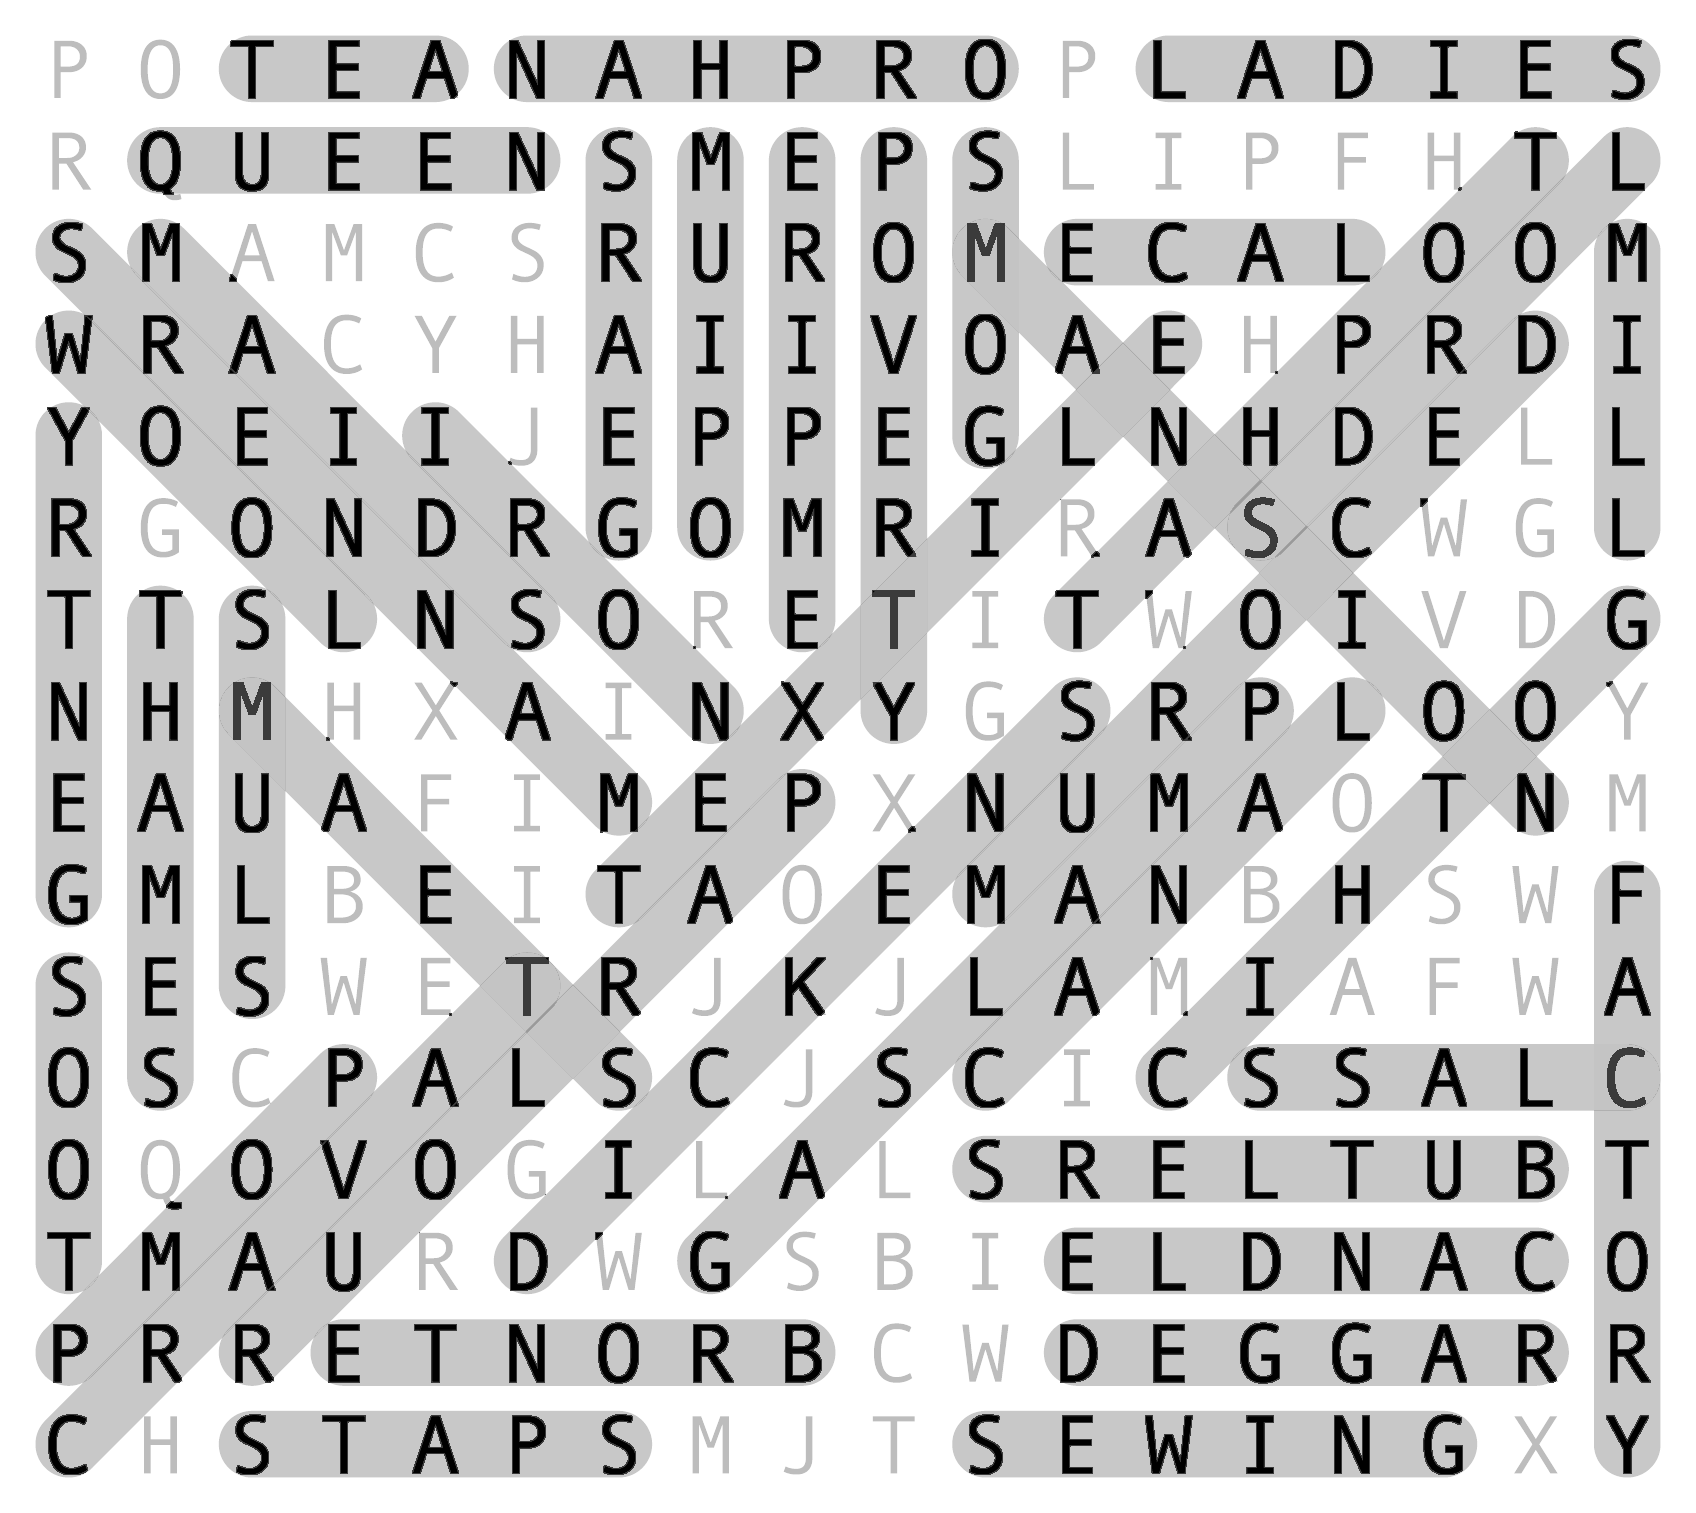 P O T E A N A H P R O P L A D I E S
R Q U E E N S M E P S L I P F H T L
S M A M C S R U R O M E C A L O O M
W R A C Y H A I I V O A E H P R D I
Y O E I I J E P P E G L N H D E L L
R G O N D R G O M R I R A S C W G L
T T S L N S O R E T I T W O I V D G
N H M H X A I N X Y G S R P L O O Y
E A U A F I M E P X N U M A O T N M
G M L B E I T A O E M A N B H S W F
S E S W E T R J K J L A M I A F W A
O S C P A L S C J S C I C S S A L C
O Q O V O G I L A L S R E L T U B T
T M A U R D W G S B I E L D N A C O
P R R E T N O R B C W D E G G A R R
C H S T A P S M J T S E W I N G X Y